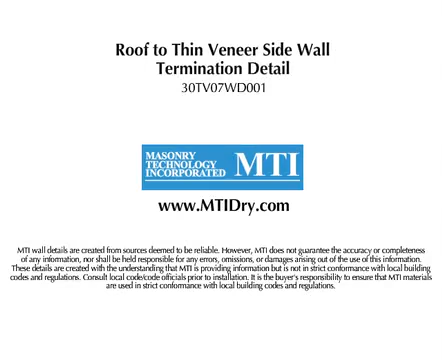 Roof to Thin Veneer Side Wall
Termination Detail
30TV07WD001
MASONRY
TECHNOLOGY
INCORPORATED
MTI
www.MTIDry.com
MTI wall details are created from sources deemed to be reliable. However, MTI does not guarantee the accuracy or completeness
of any information, nor shall be held responsible for any errors, omissions, or damages arising out of the use of this information.
These details are created with the understanding that MTI is providing information but is not in strict conformance with local building
codes and regulations. Consult local code/code officials prior to installation. It is the buyer's responsibility to ensure that MTI materials
are used in strict conformance with local building codes and regulations.